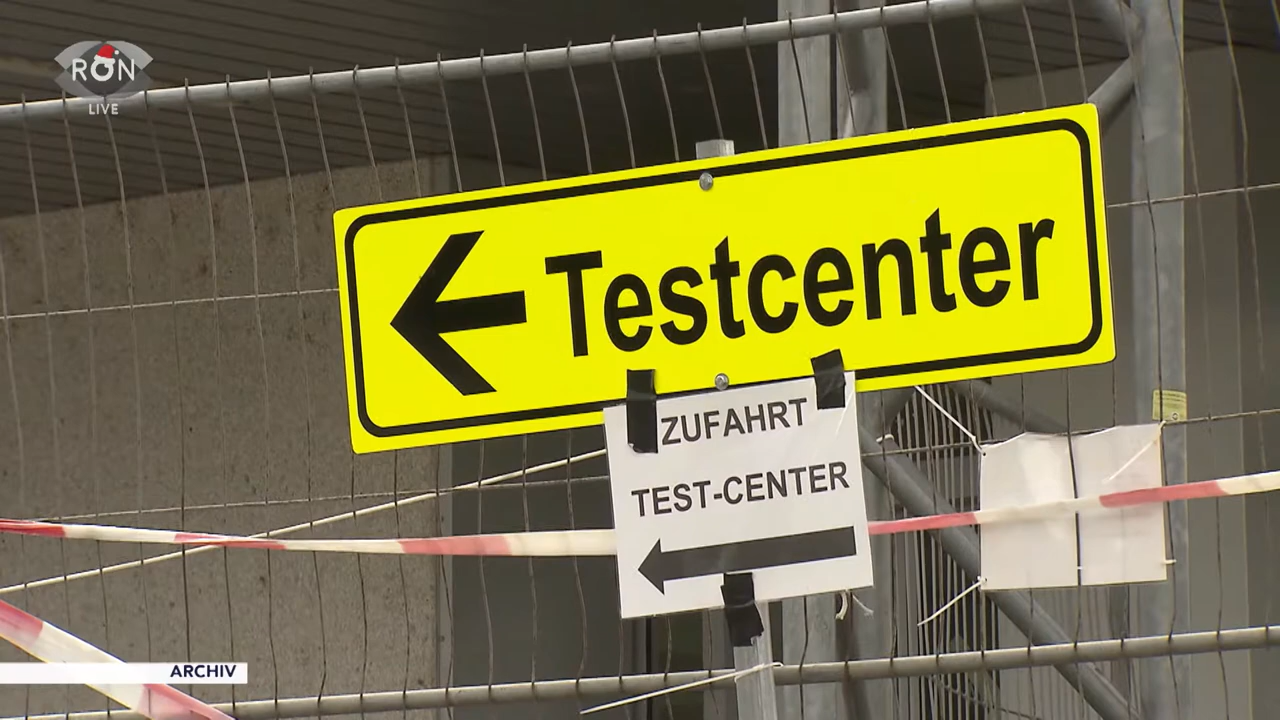 RON
LIVE
Testcenter
ZUFAHRT
TEST-CENTER
ARCHIV